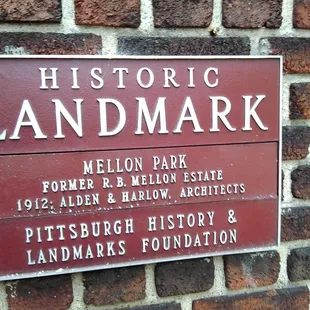 HISTORIC
LANDMARK
MELLON PARK
FORMER R.B. MELLON ESTATE
1912; ALDEN & HARLOW, ARCHITECTS
PITTSBURGH HISTORY &
LANDMARKS FOUNDATION